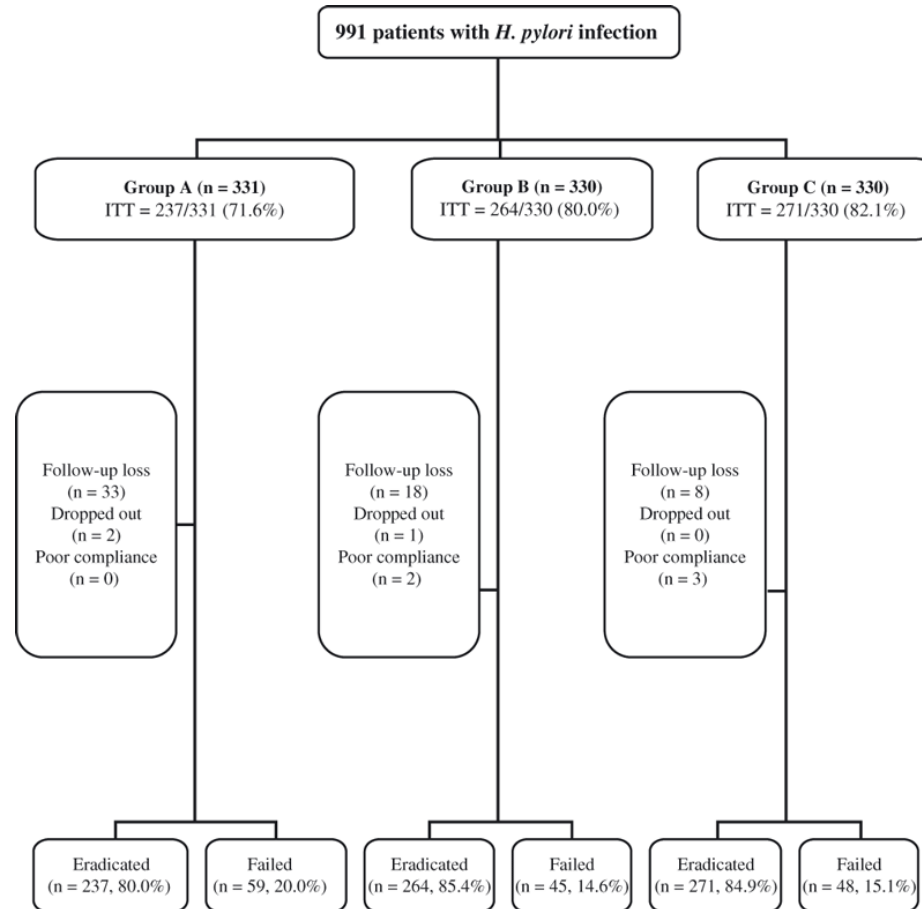 991 patients with H. pylori infection
Group A (n = 331)
ITT = 237/331 (71.6%)
Group B (n = 330)
ITT = 264/330 (80.0%)
Group C (n = 330)
ITT = 271/330 (82.1%)
Follow-up loss
(n = 33)
Dropped out
(n = 2)
Poor compliance
(n = 0)
Follow-up loss
(n = 18)
Dropped out
(n = 1)
Poor compliance
(n = 2)
Follow-up loss
(n = 8)
Dropped out
(n = 0)
Poor compliance
(n = 3)
Eradicated
(n = 237, 80.0%)
Failed
(n = 59, 20.0%)
Eradicated
(n = 264, 85.4%)
Failed
(n = 45, 14.6%)
Eradicated
(n = 271, 84.9%)
Failed
(n = 48, 15.1%)